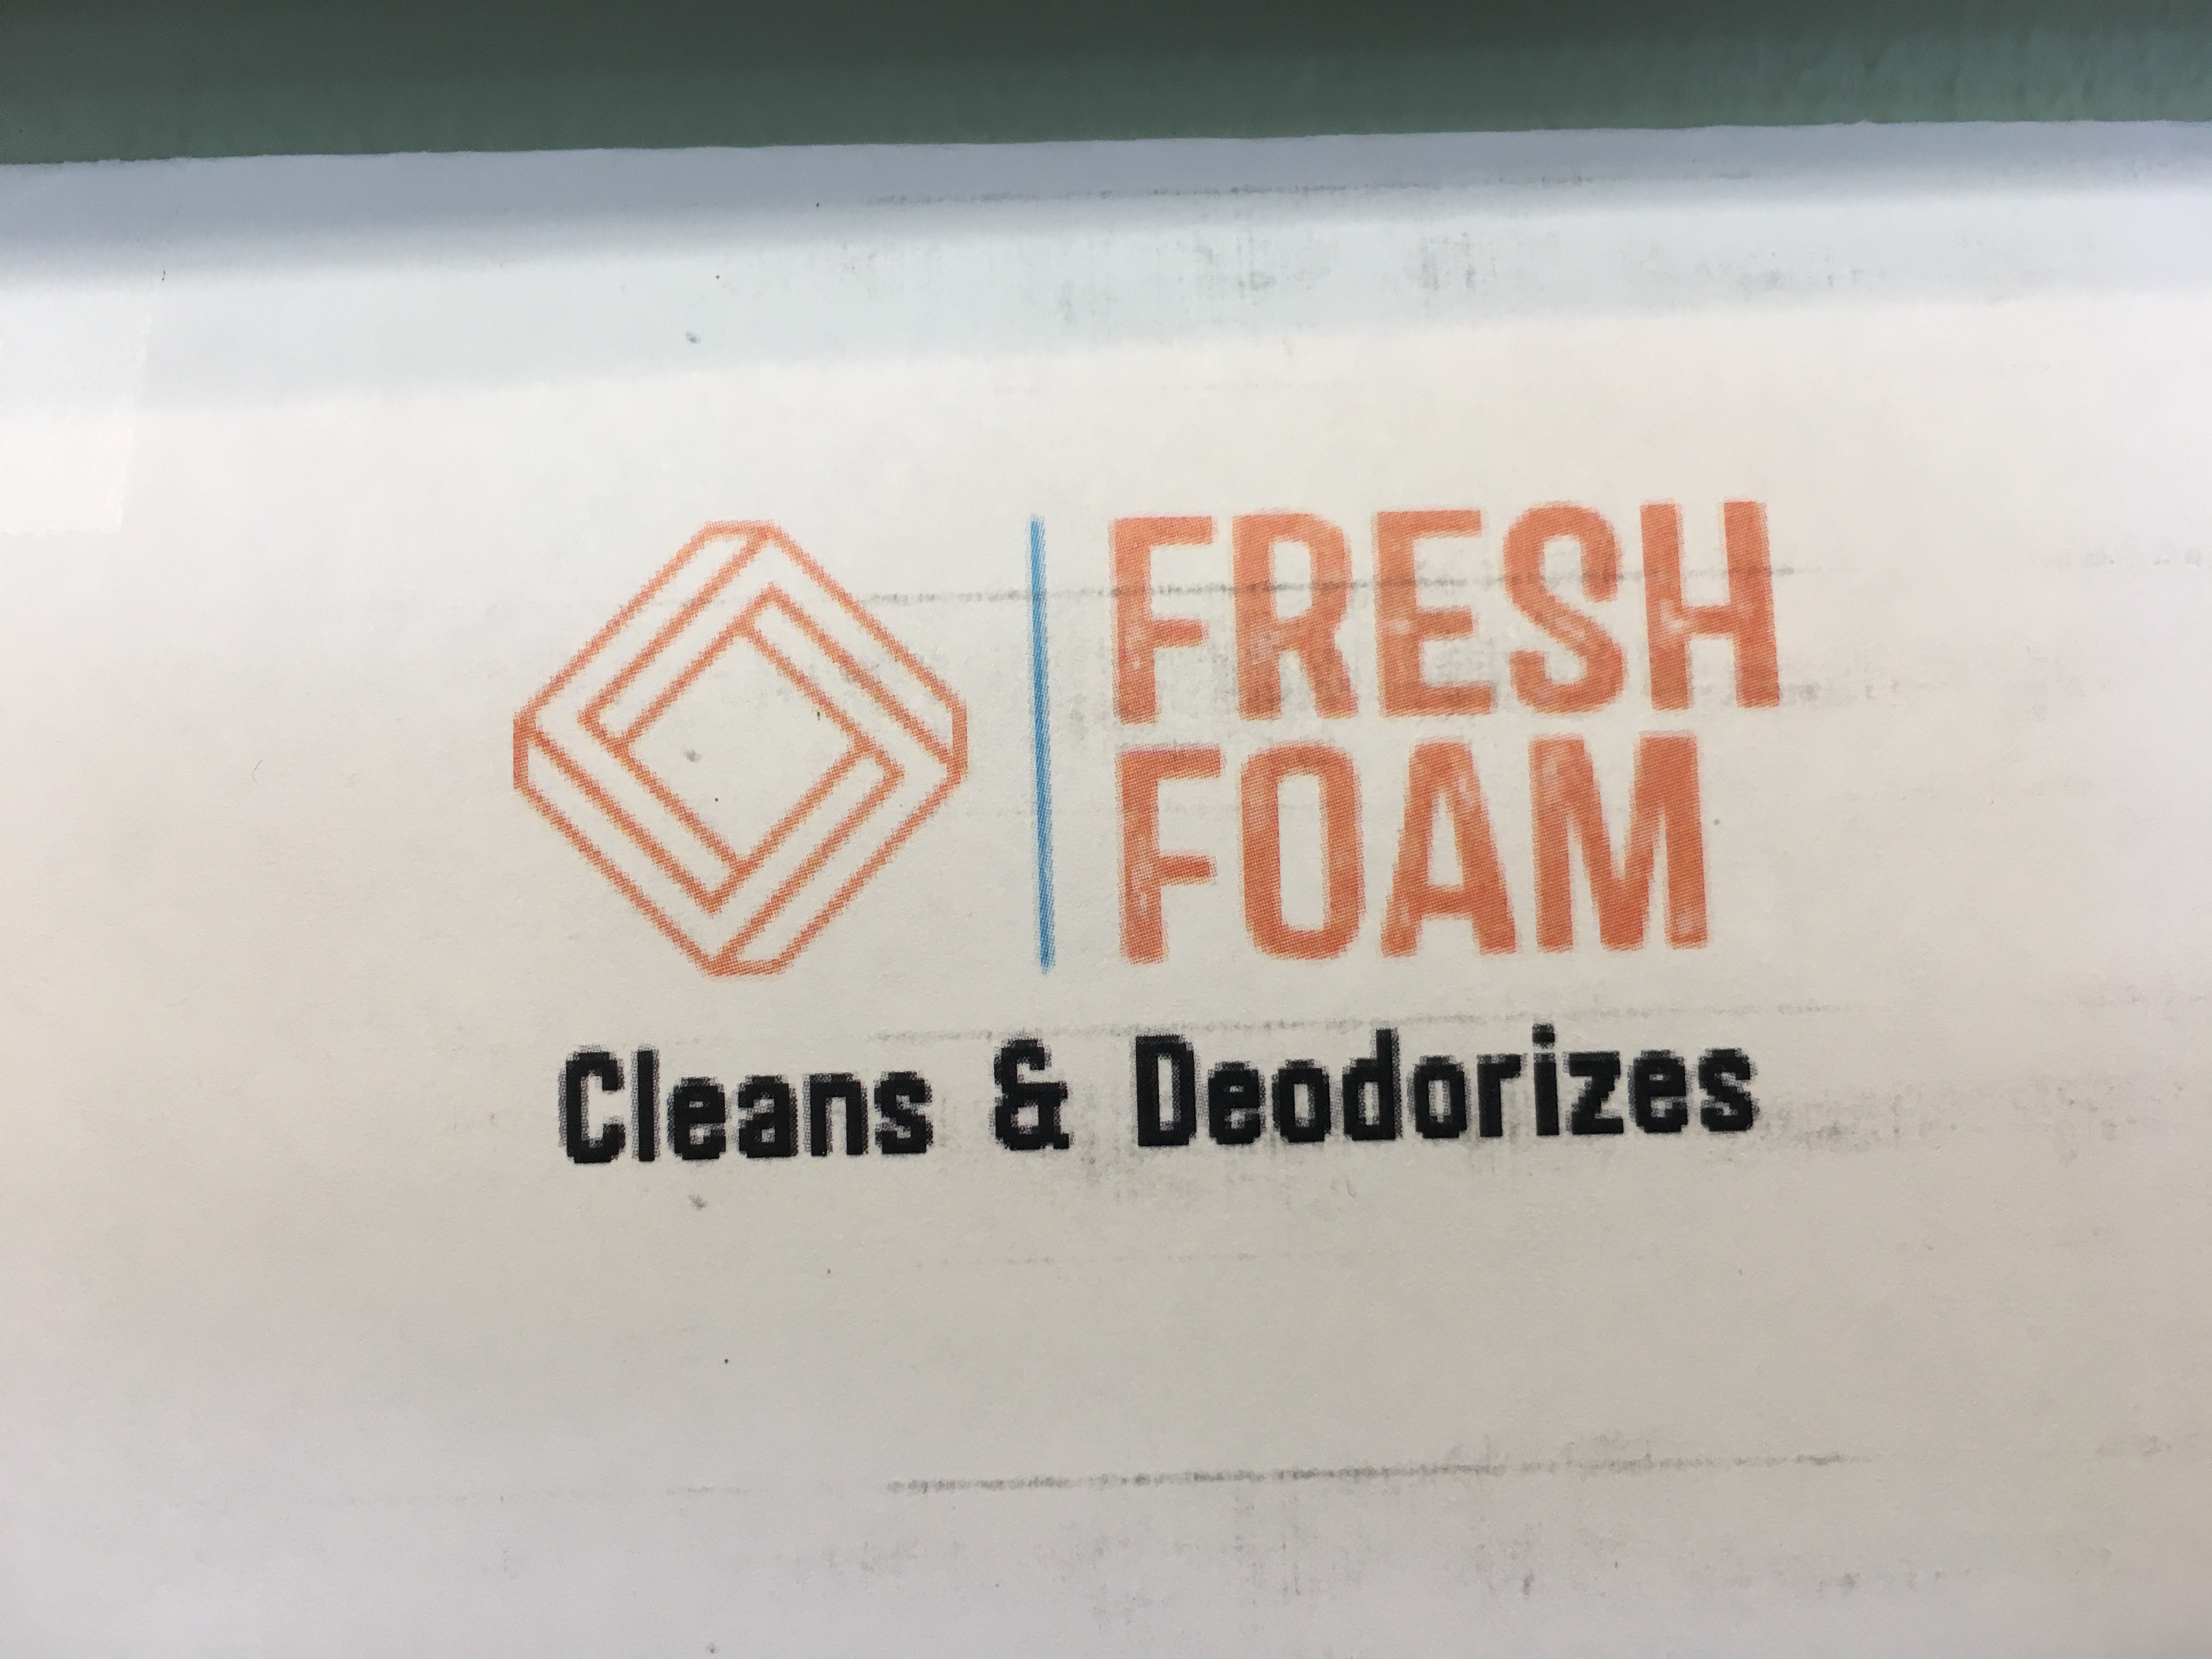 FRESH
FOAM
Cleans & Deodorizes